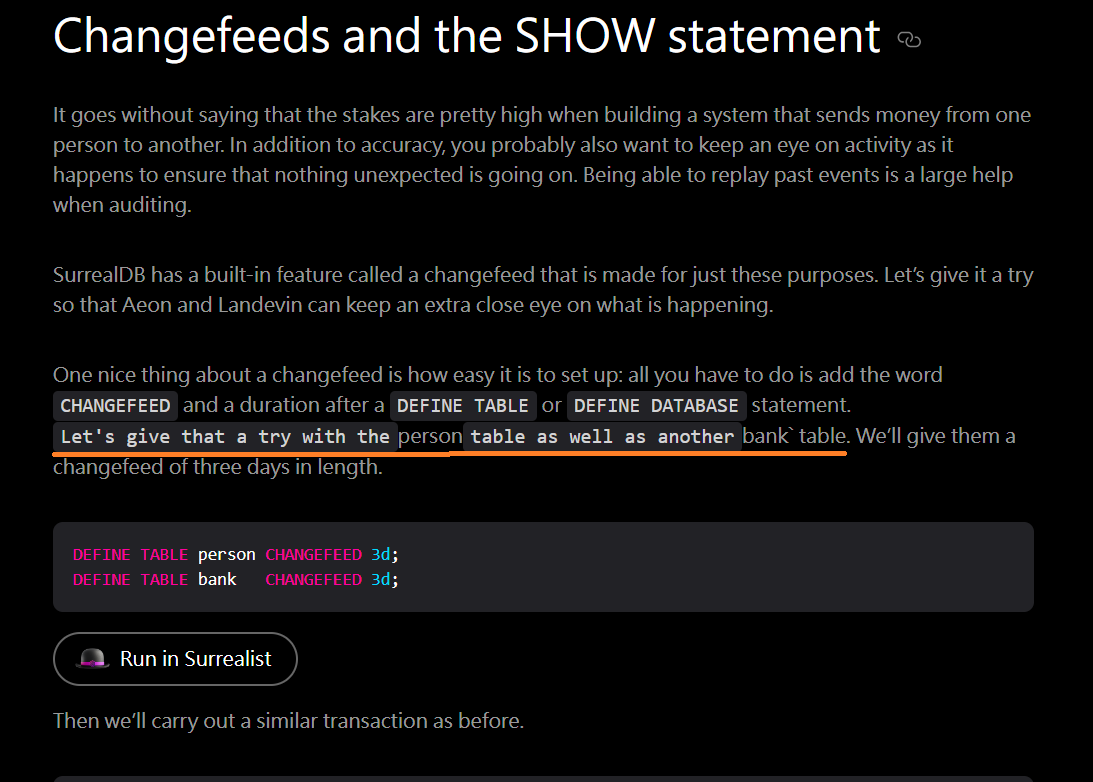 Changefeeds and the SHOW statement
It goes without saying that the stakes are pretty high when building a system that sends money from one
person to another. In addition to accuracy, you probably also want to keep an eye on activity as it
happens to ensure that nothing unexpected is going on. Being able to replay past events is a large help
when auditing.
SurrealDB has a built-in feature called a changefeed that is made for just these purposes. Let’s give it a try
so that Aeon and Landevin can keep an extra close eye on what is happening.
One nice thing about a changefeed is how easy it is to set up: all you have to do is add the word
CHANGEFEED and a duration after a DEFINE TABLE or DEFINE DATABASE statement.
Let's give that a try with the person table as well as another bank` table. We’ll give them a
changefeed of three days in length.
DEFINE TABLE person CHANGEFEED 3d;
DEFINE TABLE bank   CHANGEFEED 3d;
Run in Surrealist
Then we’ll carry out a similar transaction as before.